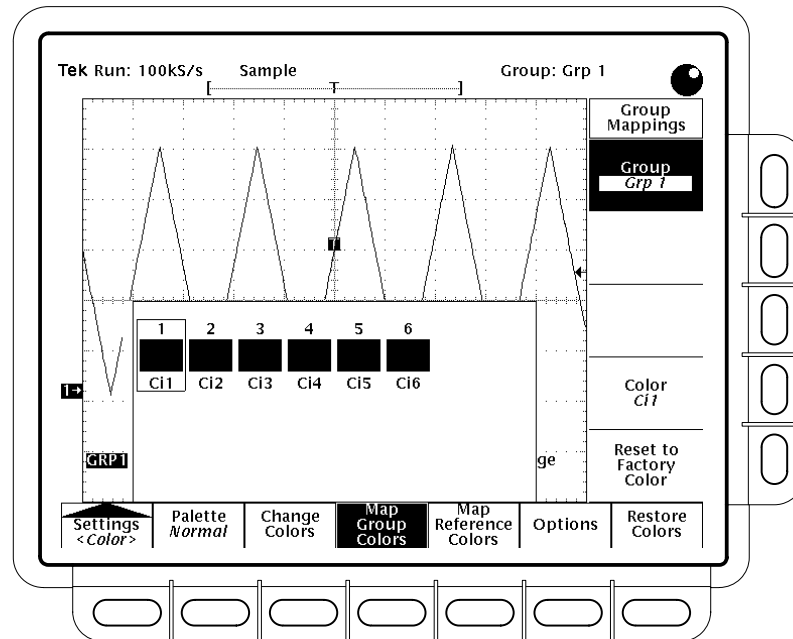 Tek Run: 100kS/s Sample Group: Grp 1
[ T ]
Group
Mappings
Group
Grp 1
T
1 2 3 4 5 6
Ci1 Ci2 Ci3 Ci4 Ci5 Ci6
1→
Color
Ci1
GRP1
ge
Reset to
Factory
Color
Settings
<Color>
Palette
Normal
Change
Colors
Map
Group
Colors
Map
Reference
Colors
Options
Restore
Colors